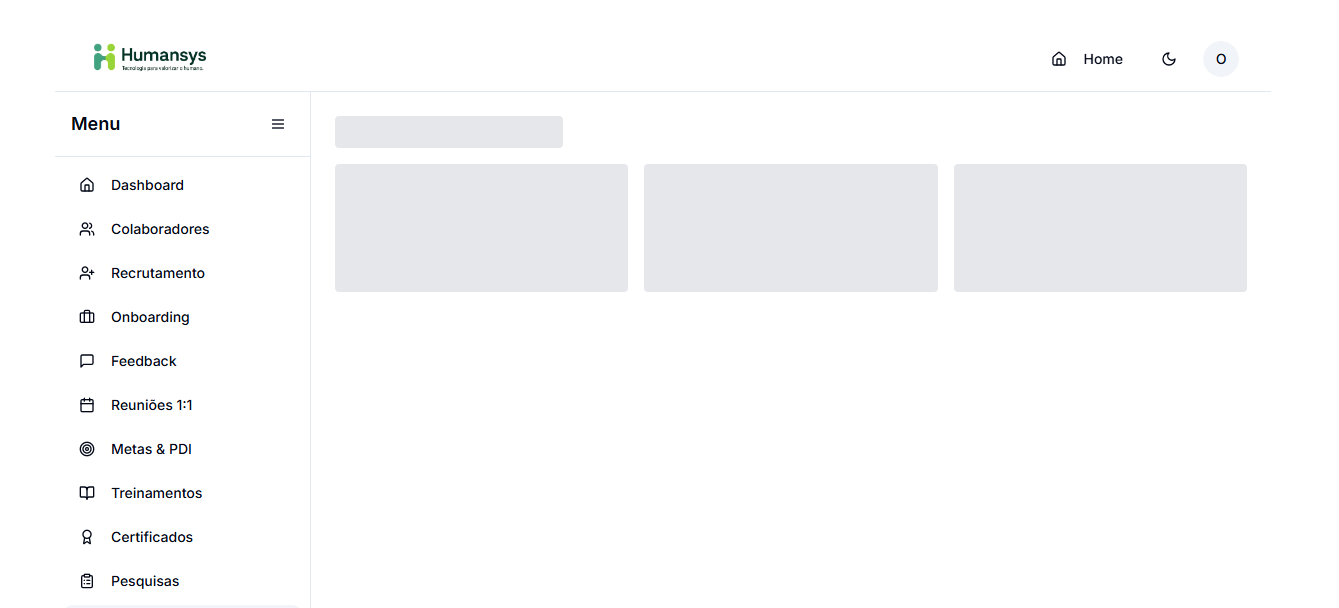 Humansys
Tecnologia para valorizar o humano.
Home
O
Menu
Dashboard
Colaboradores
Recrutamento
Onboarding
Feedback
Reuniões 1:1
Metas & PDI
Treinamentos
Certificados
Pesquisas